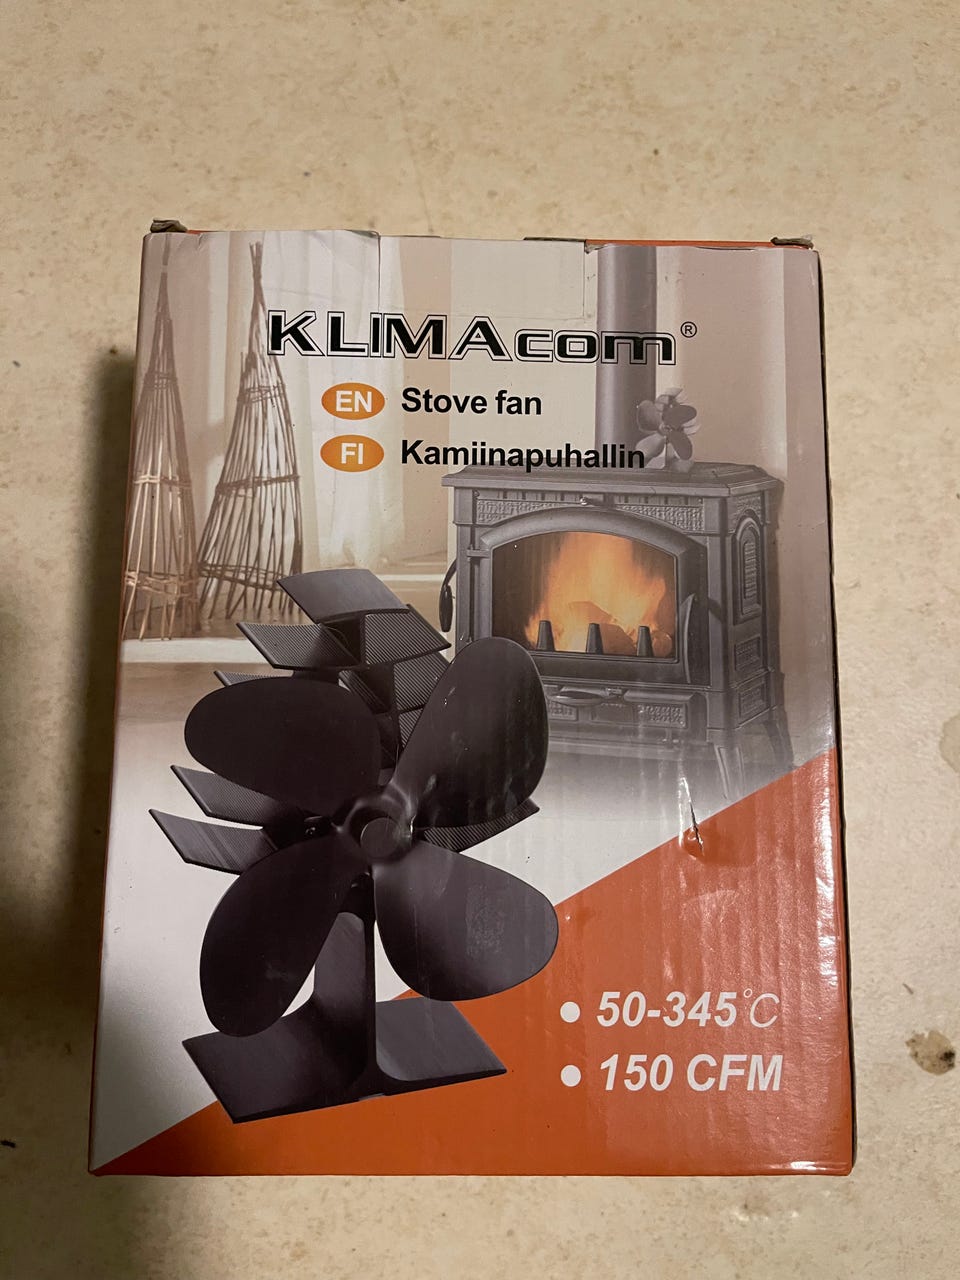 KLIMAcom®
EN Stove fan
FI Kamiinapuhallin
• 50-345°C
• 150 CFM